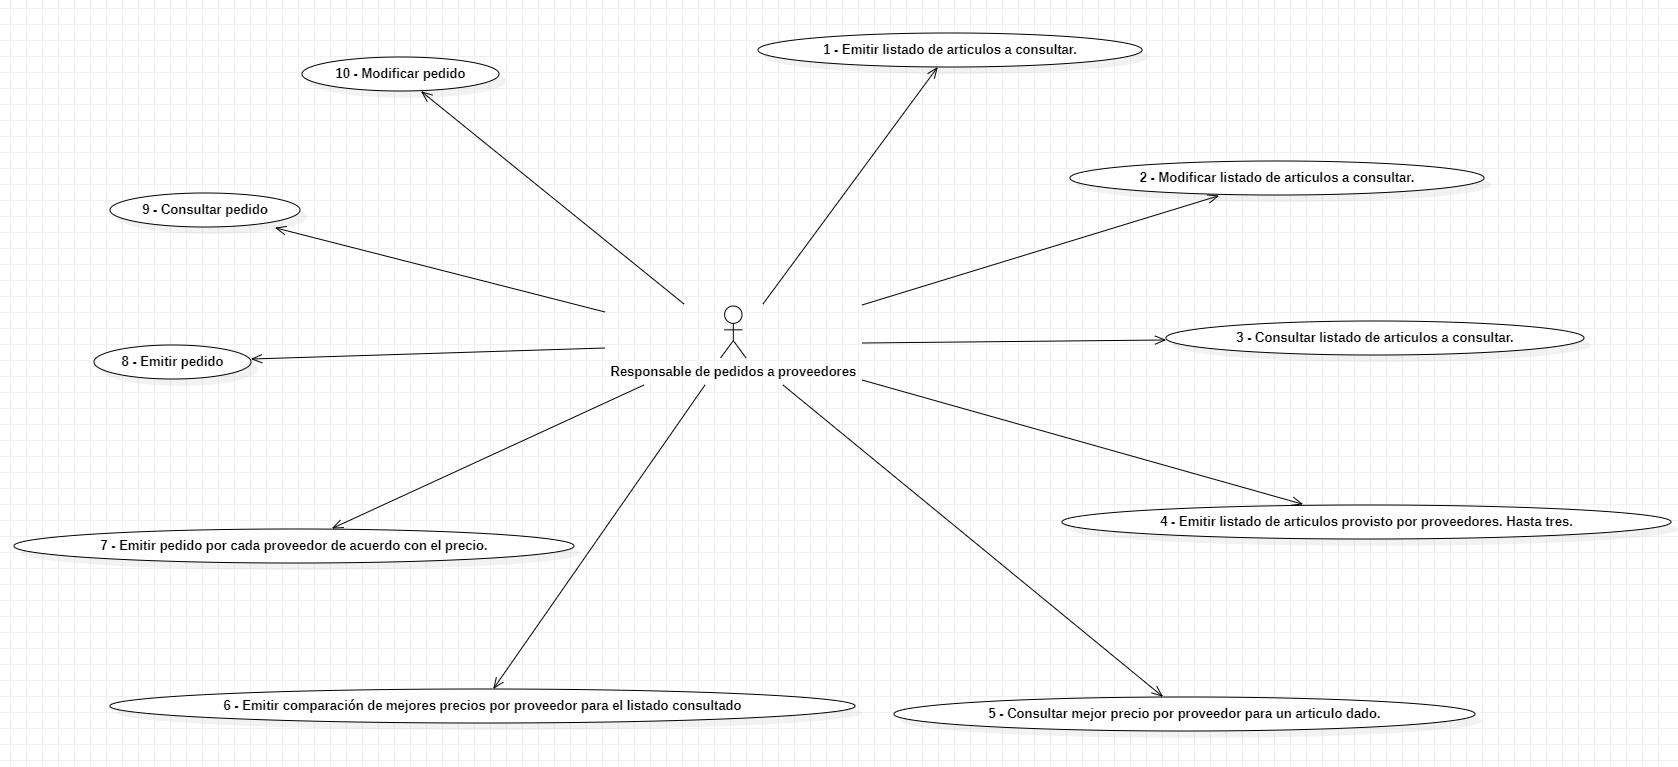 1 - Emitir listado de articulos a consultar.
10 - Modificar pedido
2 - Modificar listado de articulos a consultar.
9 - Consultar pedido
3 - Consultar listado de articulos a consultar.
8 - Emitir pedido
Responsable de pedidos a proveedores
4 - Emitir listado de articulos provisto por proveedores. Hasta tres.
7 - Emitir pedido por cada proveedor de acuerdo con el precio.
6 - Emitir comparación de mejores precios por proveedor para el listado consultado
5 - Consultar mejor precio por proveedor para un articulo dado.